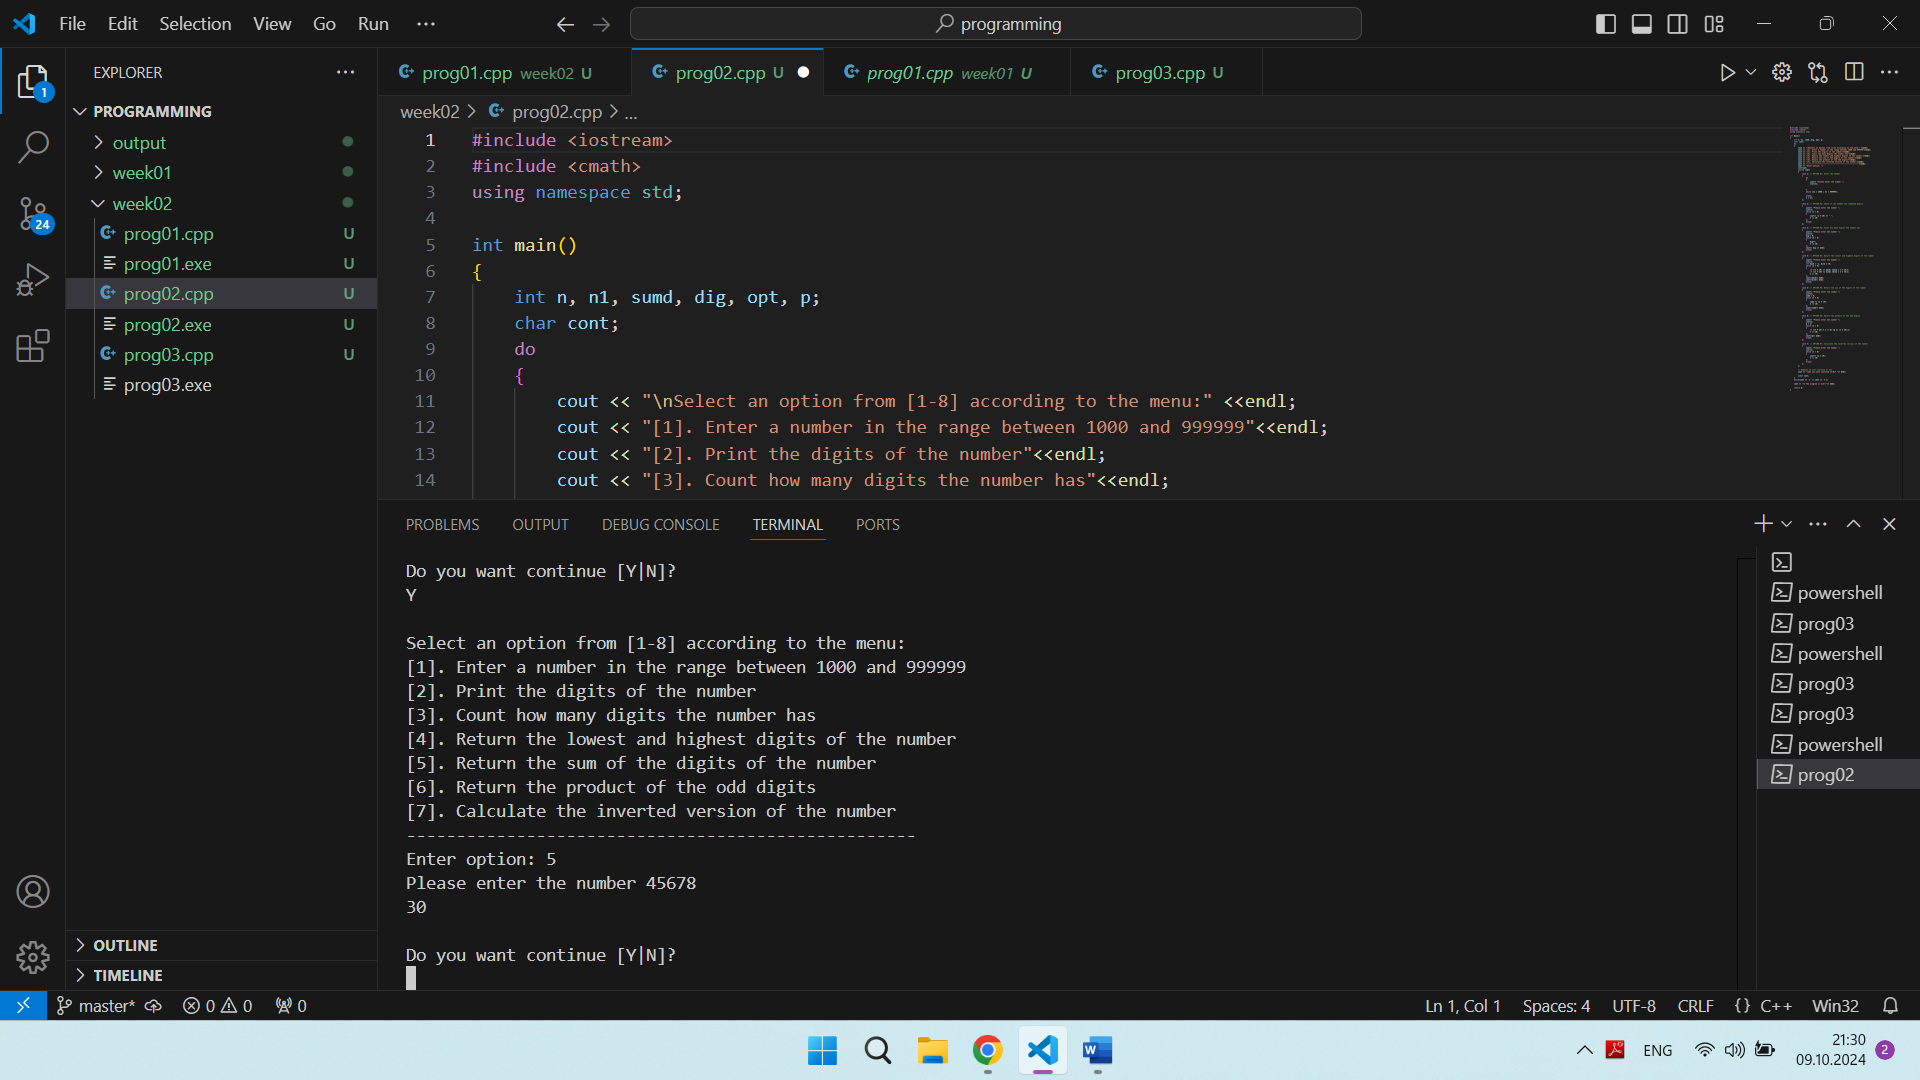 File Edit Selection View Go Run ...
programming
EXPLORER
PROGRAMMING
output
week01
week02
prog01.cpp U
prog01.exe U
prog02.cpp U
prog02.exe U
prog03.cpp U
prog03.exe
OUTLINE
TIMELINE
1
24
prog01.cpp week02 U
prog02.cpp U
prog01.cpp week01 U
prog03.cpp U
week02 > prog02.cpp > ...
1 #include <iostream>
2 #include <cmath>
3 using namespace std;
4
5 int main()
6 {
7 int n, n1, sumd, dig, opt, p;
8 char cont;
9 do
10 {
11 cout << "\nSelect an option from [1-8] according to the menu:" <<endl;
12 cout << "[1]. Enter a number in the range between 1000 and 999999"<<endl;
13 cout << "[2]. Print the digits of the number"<<endl;
14 cout << "[3]. Count how many digits the number has"<<endl;
PROBLEMS OUTPUT DEBUG CONSOLE TERMINAL PORTS
Do you want continue [Y|N]?
Y
Select an option from [1-8] according to the menu:
[1]. Enter a number in the range between 1000 and 999999
[2]. Print the digits of the number
[3]. Count how many digits the number has
[4]. Return the lowest and highest digits of the number
[5]. Return the sum of the digits of the number
[6]. Return the product of the odd digits
[7]. Calculate the inverted version of the number
---------------------------------------------------
Enter option: 5
Please enter the number 45678
30
Do you want continue [Y|N]?
powershell
prog03
powershell
prog03
prog03
powershell
prog02
master* 0 0 0
Ln 1, Col 1 Spaces: 4 UTF-8 CRLF {} C++ Win32
W
ENG
21:30
09.10.2024
2